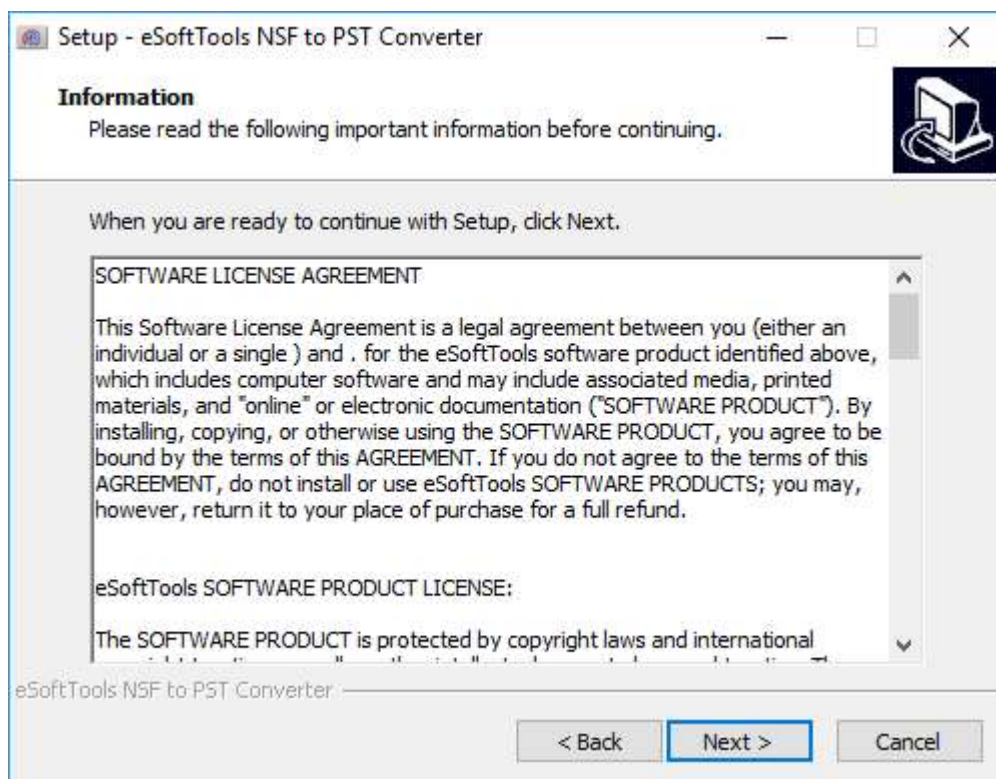 Setup - eSoftTools NSF to PST Converter
Information
Please read the following important information before continuing.
When you are ready to continue with Setup, click Next.
SOFTWARE LICENSE AGREEMENT
This Software License Agreement is a legal agreement between you (either an
individual or a single ) and . for the eSoftTools software product identified above,
which includes computer software and may include associated media, printed
materials, and "online" or electronic documentation ("SOFTWARE PRODUCT"). By
installing, copying, or otherwise using the SOFTWARE PRODUCT, you agree to be
bound by the terms of this AGREEMENT. If you do not agree to the terms of this
AGREEMENT, do not install or use eSoftTools SOFTWARE PRODUCTS; you may,
however, return it to your place of purchase for a full refund.
eSoftTools SOFTWARE PRODUCT LICENSE:
The SOFTWARE PRODUCT is protected by copyright laws and international
eSoftTools NSF to PST Converter
< Back Next > Cancel